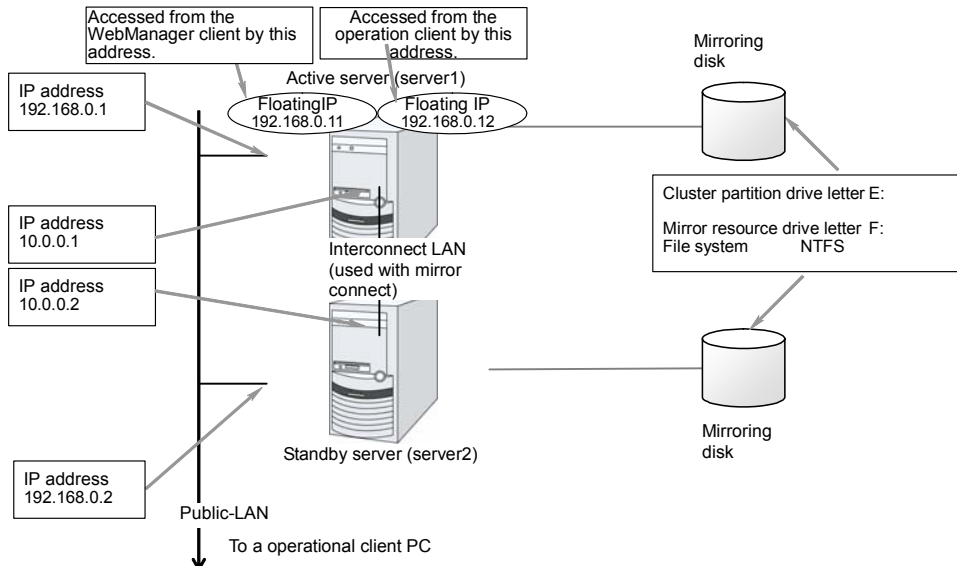 Accessed from the
WebManager client by this
address.
Accessed from the
operation client by this
address.
Mirroring
disk
Active server (server1)
IP address
192.168.0.1
FloatingIP
192.168.0.11
Floating IP
192.168.0.12
Cluster partition drive letter E:
Mirror resource drive letter F:
File system NTFS
IP address
10.0.0.1
Interconnect LAN
(used with mirror
connect)
IP address
10.0.0.2
Mirroring
disk
Standby server (server2)
IP address
192.168.0.2
Public-LAN
To a operational client PC